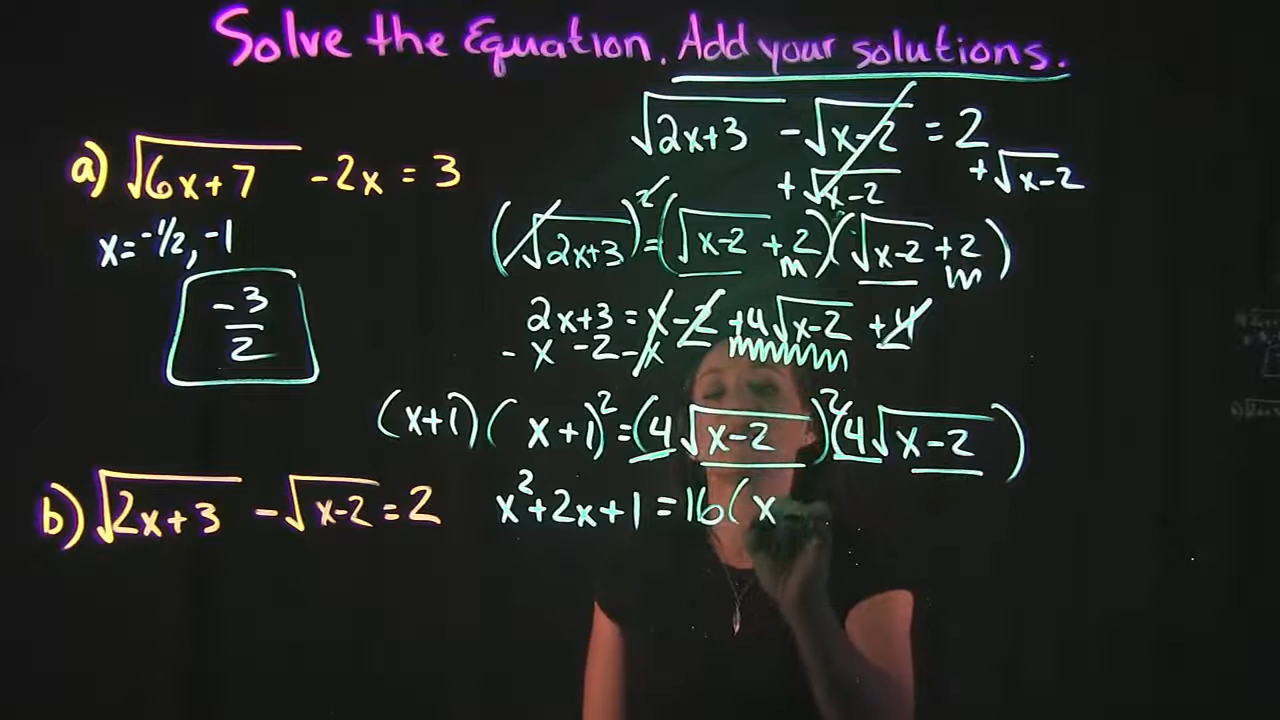 Solve the Equation. Add your solutions.
a) √6x+7 -2x = 3
x = -1/2, -1
-3/2
b) √2x+3 - √x-2 = 2
√2x+3 - √x-2 = 2
+ √x-2 + √x-2
(√2x+3)² = (√x-2 + 2)(√x-2 + 2)
2x+3 = x-2 +4√x-2 +4
- x -2 -x
(x+1)(x+1)² = (4√x-2)²(4√x-2)
x²+2x+1 = 16(x